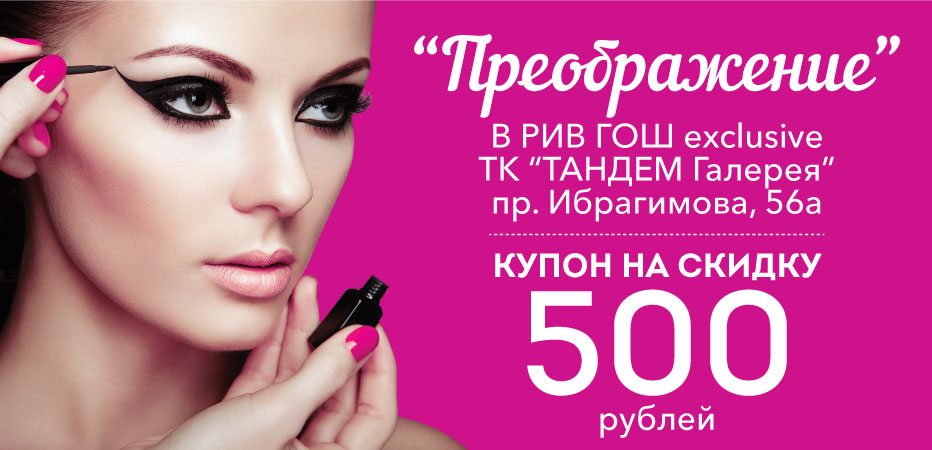 “Преображение”
В РИВ ГОШ exclusive
ТК “ТАНДЕМ Галерея”
пр. Ибрагимова, 56а
КУПОН НА СКИДКУ
500
рублей